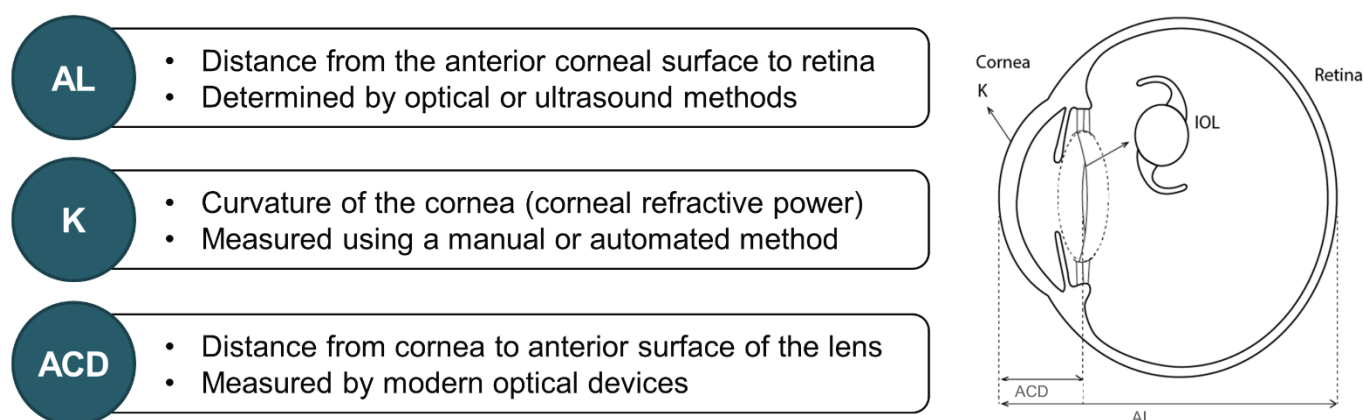 AL
• Distance from the anterior corneal surface to retina
• Determined by optical or ultrasound methods
K
• Curvature of the cornea (corneal refractive power)
• Measured using a manual or automated method
ACD
• Distance from cornea to anterior surface of the lens
• Measured by modern optical devices
Cornea
K
IOL
Retina
ACD
AL